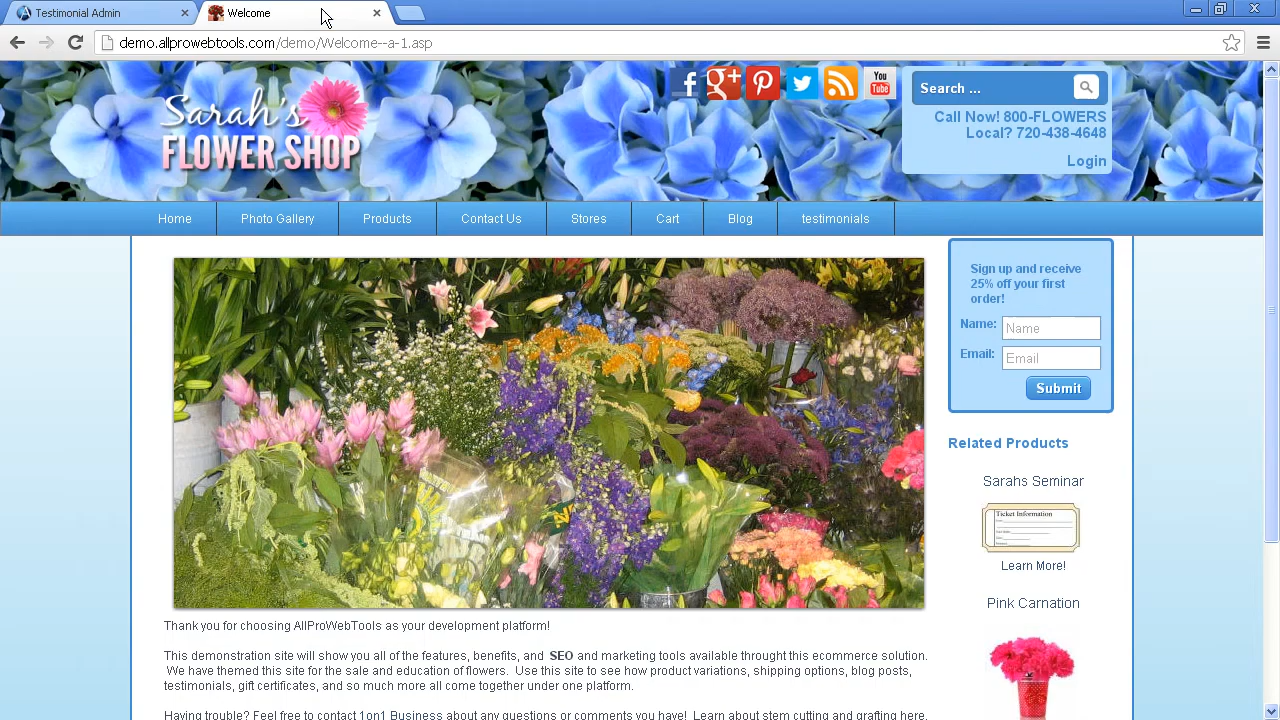 Testimonial Admin
Welcome
demo.allprowebtools.com/demo/Welcome--a-1.asp
Sarah's
FLOWER SHOP
f
g+
You
Tube
Search ...
Call Now! 800-FLOWERS
Local? 720-438-4648
Login
Home
Photo Gallery
Products
Contact Us
Stores
Cart
Blog
testimonials
Sign up and receive
25% off your first
order!
Name:
Name
Email:
Email
Submit
Related Products
Sarahs Seminar
Ticket Information
Learn More!
Pink Carnation
Thank you for choosing AllProWebTools as your development platform!
This demonstration site will show you all of the features, benefits, and SEO and marketing tools available throught this ecommerce solution.
We have themed this site for the sale and education of flowers. Use this site to see how product variations, shipping options, blog posts,
testimonials, gift certificates and so much more all come together under one platform.
Having trouble? Feel free to contact 1on1 Business about any questions or comments you have! Learn about stem cutting and grafting here.